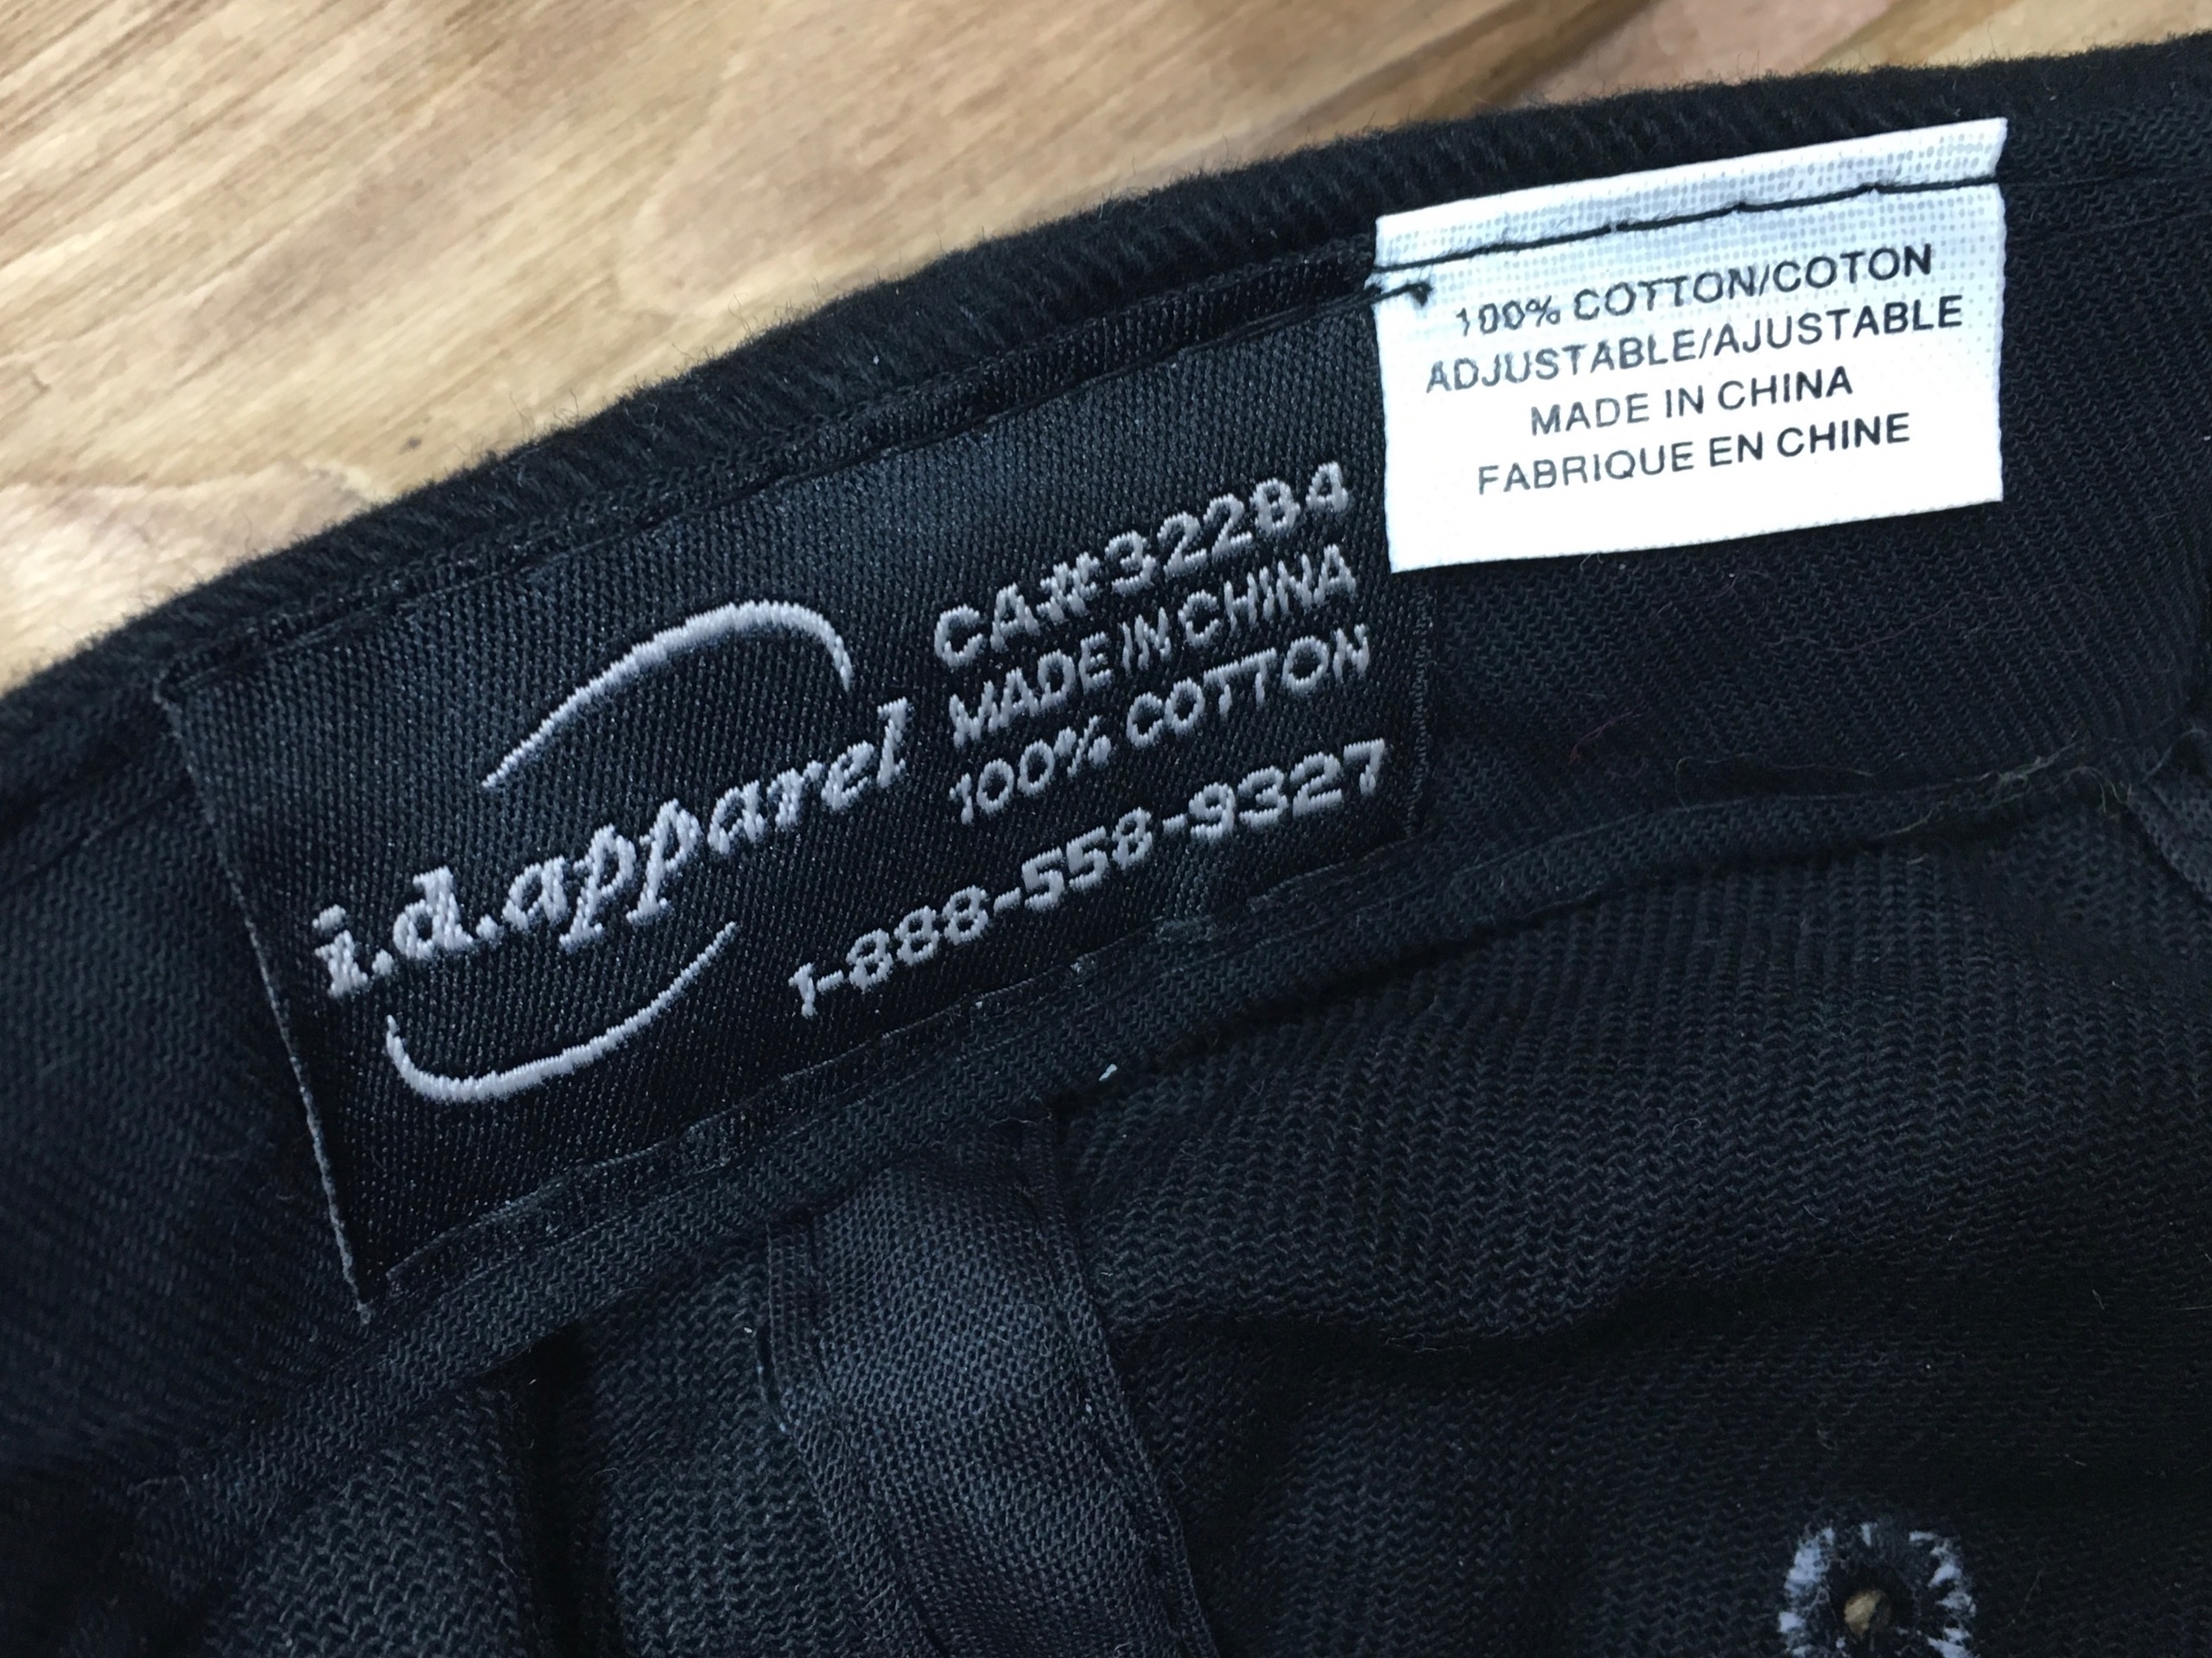 i.d.apparel
CA#32284
MADE IN CHINA
100% COTTON
1-888-558-9327
100% COTTON/COTON
ADJUSTABLE/AJUSTABLE
MADE IN CHINA
FABRIQUE EN CHINE